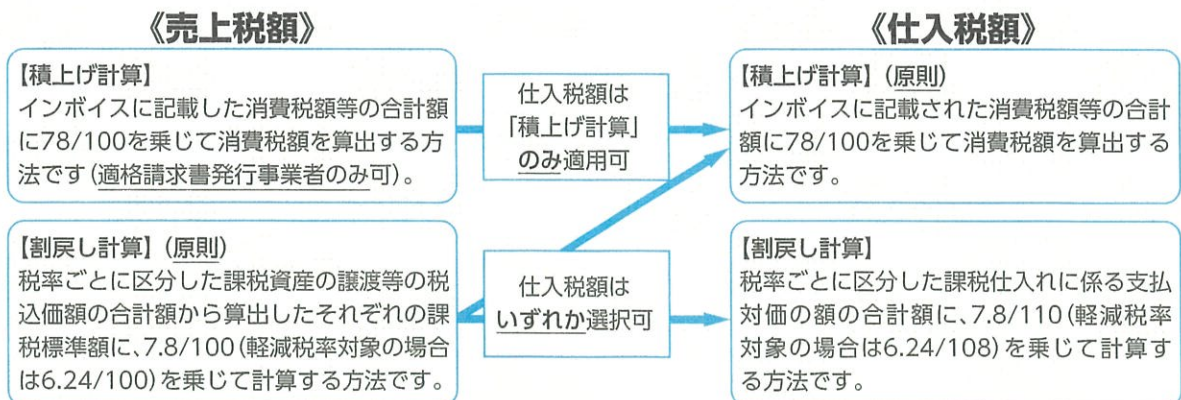 《売上税額》
【積上げ計算】
インボイスに記載した消費税額等の合計額
に78/100を乗じて消費税額を算出する方
法です(適格請求書発行事業者のみ可)。
【割戻し計算】(原則)
税率ごとに区分した課税資産の譲渡等の税
込価額の合計額から算出したそれぞれの課
税標準額に、7.8/100(軽減税率対象の場合
は6.24/100)を乗じて計算する方法です。
仕入税額は
「積上げ計算」
のみ適用可
仕入税額は
いずれか選択可
《仕入税額》
【積上げ計算】(原則)
インボイスに記載された消費税額等の合計
額に78/100を乗じて消費税額を算出する
方法です。
【割戻し計算】
税率ごとに区分した課税仕入れに係る支払
対価の額の合計額に、7.8/110(軽減税率
対象の場合は6.24/108)を乗じて計算す
る方法です。